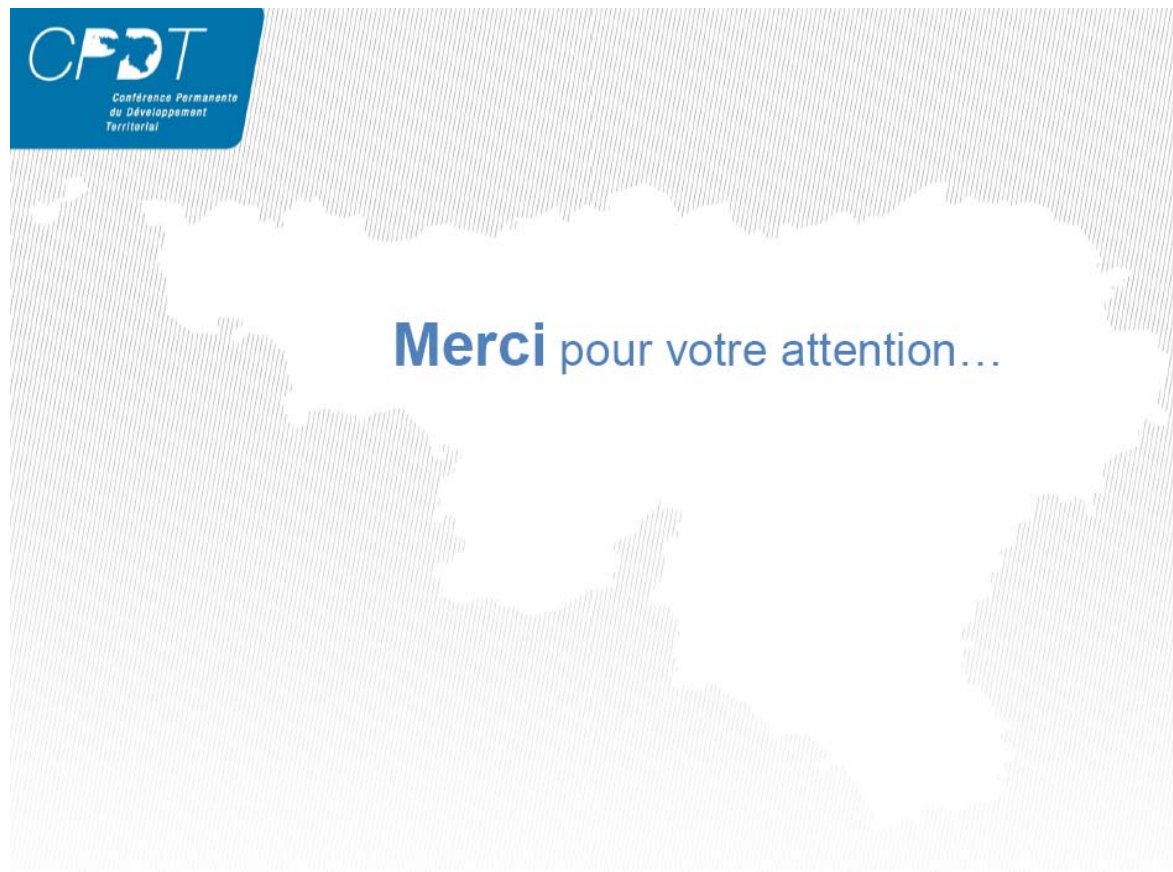 CPDT
Conférence Permanente
du Développement
Territorial
Merci pour votre attention…